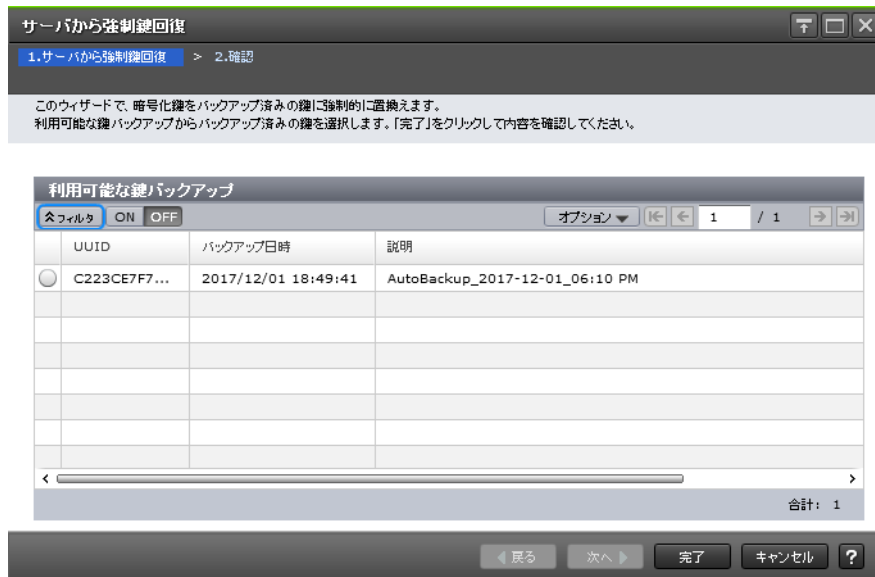 サーバから強制鍵回復
1.サーバから強制鍵回復 > 2.確認
このウィザードで、暗号化鍵をバックアップ済みの鍵に強制的に置換えます。
利用可能な鍵バックアップからバックアップ済みの鍵を選択します。「完了」をクリックして内容を確認してください。
利用可能な鍵バックアップ
フィルタ ON OFF オプション 1 / 1
UUID バックアップ日時 説明
C223CE7F7... 2017/12/01 18:49:41 AutoBackup_2017-12-01_06:10 PM
合計: 1
戻る 次へ 完了 キャンセル ?